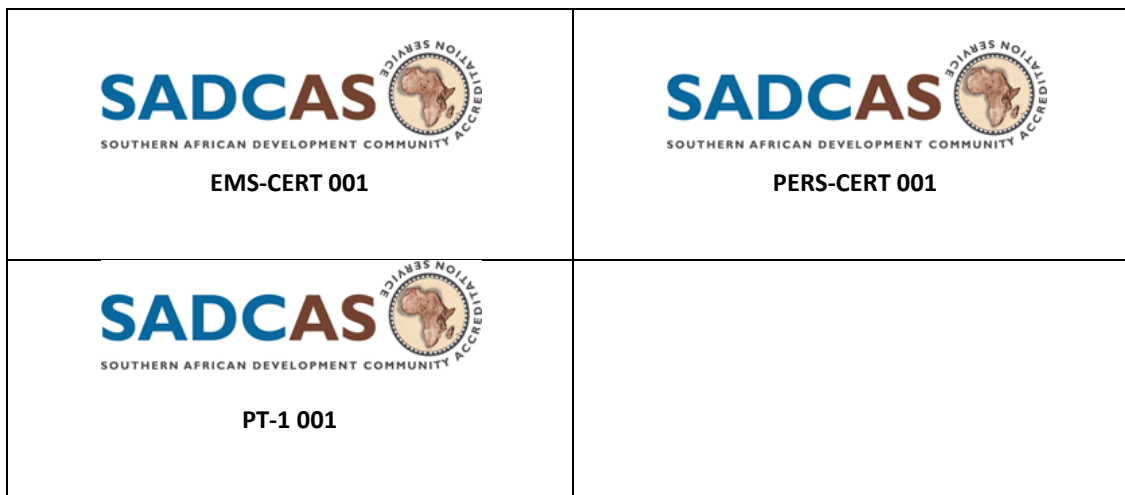 SADCAS
ACCREDITATION SERVICE
SOUTHERN AFRICAN DEVELOPMENT COMMUNITY
EMS-CERT 001
SADCAS
ACCREDITATION SERVICE
SOUTHERN AFRICAN DEVELOPMENT COMMUNITY
PERS-CERT 001
SADCAS
ACCREDITATION SERVICE
SOUTHERN AFRICAN DEVELOPMENT COMMUNITY
PT-1 001